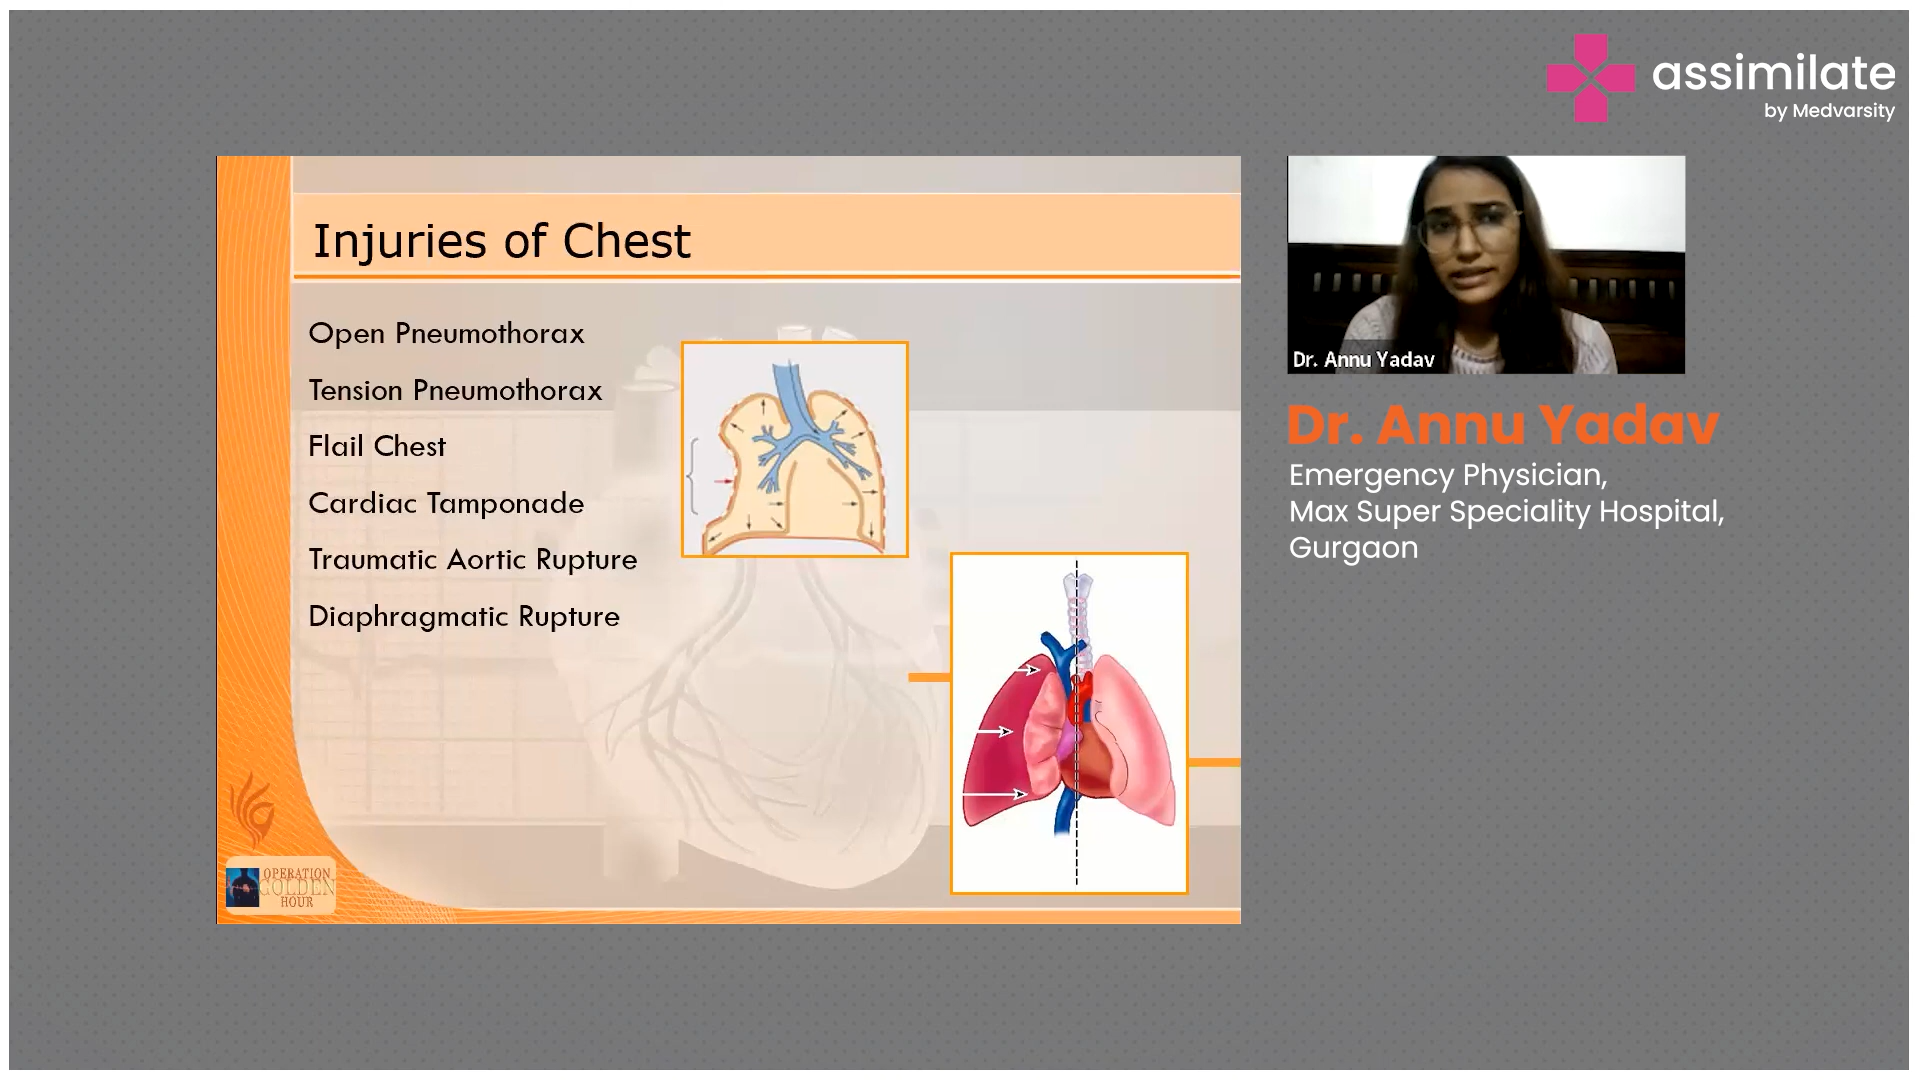 assimilate
by Medvarsity
Injuries of Chest
Open Pneumothorax
Tension Pneumothorax
Flail Chest
Cardiac Tamponade
Traumatic Aortic Rupture
Diaphragmatic Rupture
OPERATION
GOLDEN
HOUR
Dr. Annu Yadav
Dr. Annu Yadav
Emergency Physician,
Max Super Speciality Hospital,
Gurgaon